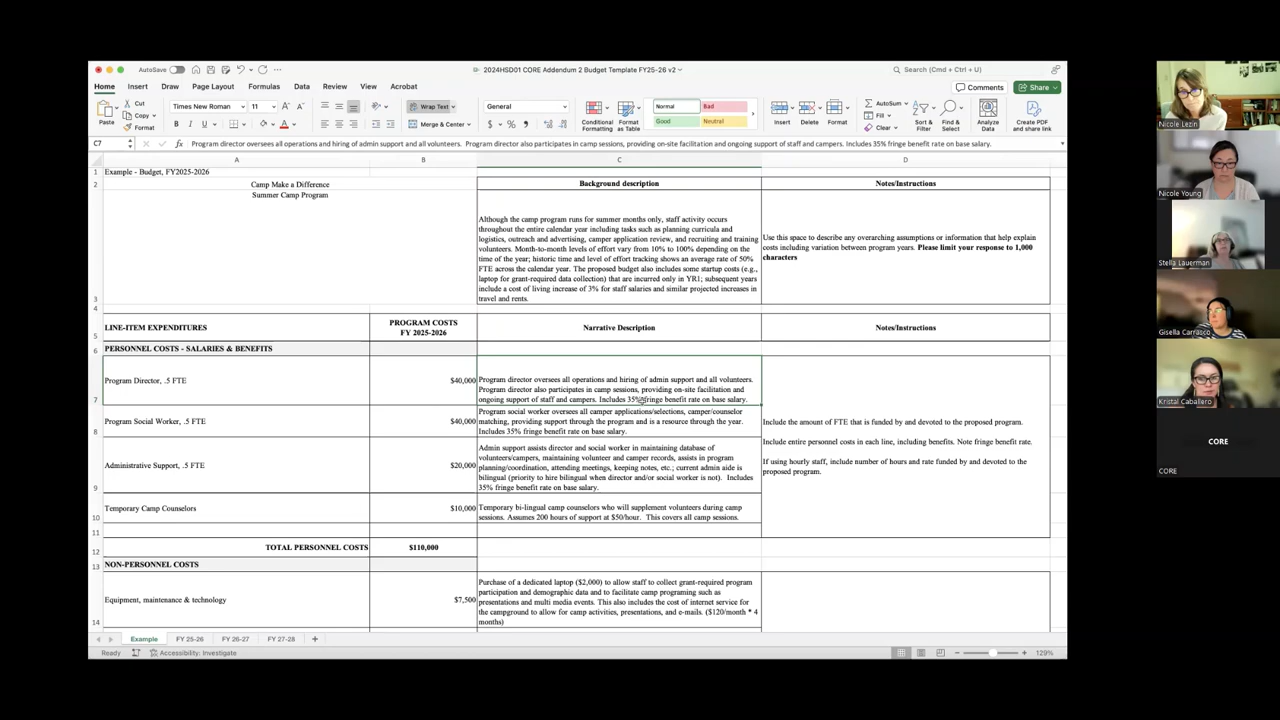 AutoSave
2024HSD01 CORE Addendum 2 Budget Template FY25-26 v2
Search (Cmd + Ctrl + U)
Home Insert Draw Page Layout Formulas Data Review View Acrobat
Comments
Share
Paste
Cut
Copy
Format
Times New Roman 11
B I U
Wrap Text
Merge & Center
General
$ %
Conditional Formatting
Format as Table
Normal Bad
Good Neutral
Insert Delete Format
AutoSum
Fill
Clear
Sort & Filter
Find & Select
Analyze Data
Create PDF and share link
C7 Program director oversees all operations and hiring of admin support and all volunteers. Program director also participates in camp sessions, providing on-site facilitation and ongoing support of staff and campers. Includes 35% fringe benefit rate on base salary.
A B C D
1 Example - Budget, FY2025-2026
2 Camp Make a Difference
Summer Camp Program
Background description
Notes/Instructions
3
Although the camp program runs for summer months only, staff activity occurs
throughout the entire calendar year including tasks such as planning curricula and
logistics, outreach and advertising, camper application review, and recruiting and training
volunteers. Month-to-month levels of effort vary from 10% to 100% depending on the
time of the year; historic time and level of effort tracking shows an average rate of 50%
FTE across the calendar year. The proposed budget also includes some startup costs (e.g.,
laptop for grant-required data collection) that are incurred only in YR1; subsequent years
include a cost of living increase of 3% for staff salaries and similar projected increases in
travel and rents.
Use this space to describe any overarching assumptions or information that help explain
costs including variation between program years. Please limit your response to 1,000
characters
4
5 LINE-ITEM EXPENDITURES
PROGRAM COSTS
FY 2025-2026
Narrative Description
Notes/Instructions
6 PERSONNEL COSTS - SALARIES & BENEFITS
7 Program Director, .5 FTE
$40,000
Program director oversees all operations and hiring of admin support and all volunteers.
Program director also participates in camp sessions, providing on-site facilitation and
ongoing support of staff and campers. Includes 35% fringe benefit rate on base salary.
8 Program Social Worker, .5 FTE
$40,000
Program social worker oversees all camper applications/selections, camper/counselor
matching, providing support through the program and is a resource through the year.
Includes 35% fringe benefit rate on base salary.
9 Administrative Support, .5 FTE
$20,000
Admin support assists director and social worker in maintaining database of
volunteers/campers, maintaining volunteer and camper records, assists in program
planning/coordination, attending meetings, keeping notes, etc.; current admin aide is
bilingual (priority to hire bilingual when director and/or social worker is not). Includes
35% fringe benefit rate on base salary.
10 Temporary Camp Counselors
$10,000
Temporary bi-lingual camp counselors who will supplement volunteers during camp
sessions. Assumes 200 hours of support at $50/hour. This covers all camp sessions.
Include the amount of FTE that is funded by and devoted to the proposed program.
Include entire personnel costs in each line, including benefits. Note fringe benefit rate.
If using hourly staff, include number of hours and rate funded by and devoted to the
proposed program.
11
12 TOTAL PERSONNEL COSTS $110,000
13 NON-PERSONNEL COSTS
14 Equipment, maintenance & technology
$7,500
Purchase of a dedicated laptop ($2,000) to allow staff to collect grant-required program
participation and demographic data and to facilitate camp programing such as
presentations and multi media events. This also includes the cost of internet service for
the campground to allow for camp activities, presentations, and e-mails. ($120/month * 4
months)
Example FY 25-26 FY 26-27 FY 27-28 +
Ready Accessibility: Investigate
129%
Nicole Lezin
Nicole Young
Stella Lauerman
Gisella Carrasco
Kristal Caballero
CORE
CORE